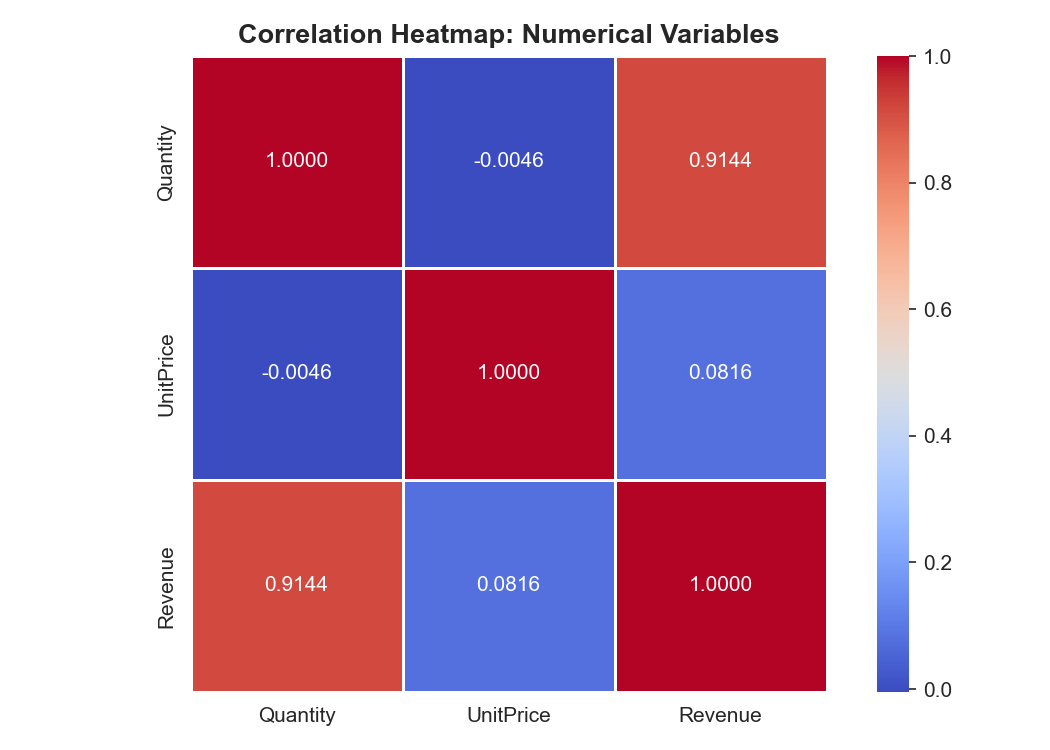 Correlation Heatmap: Numerical Variables
Quantity
1.0000 -0.0046 0.9144
UnitPrice
-0.0046 1.0000 0.0816
Revenue
0.9144 0.0816 1.0000
Quantity UnitPrice Revenue
1.0
0.8
0.6
0.4
0.2
0.0